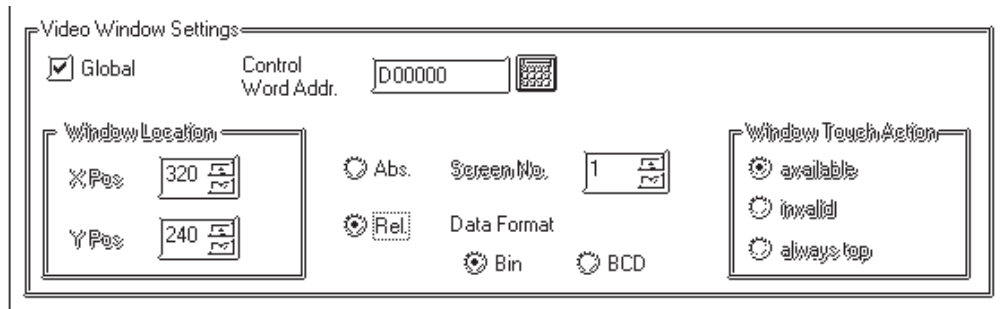 Video Window Settings
Global
Control
Word Addr.
D00000
Window Location
X Pos
320
Y Pos
240
Abs.
Rel.
Screen No.
1
Data Format
Bin
BCD
Window Touch Action
available
invalid
always top